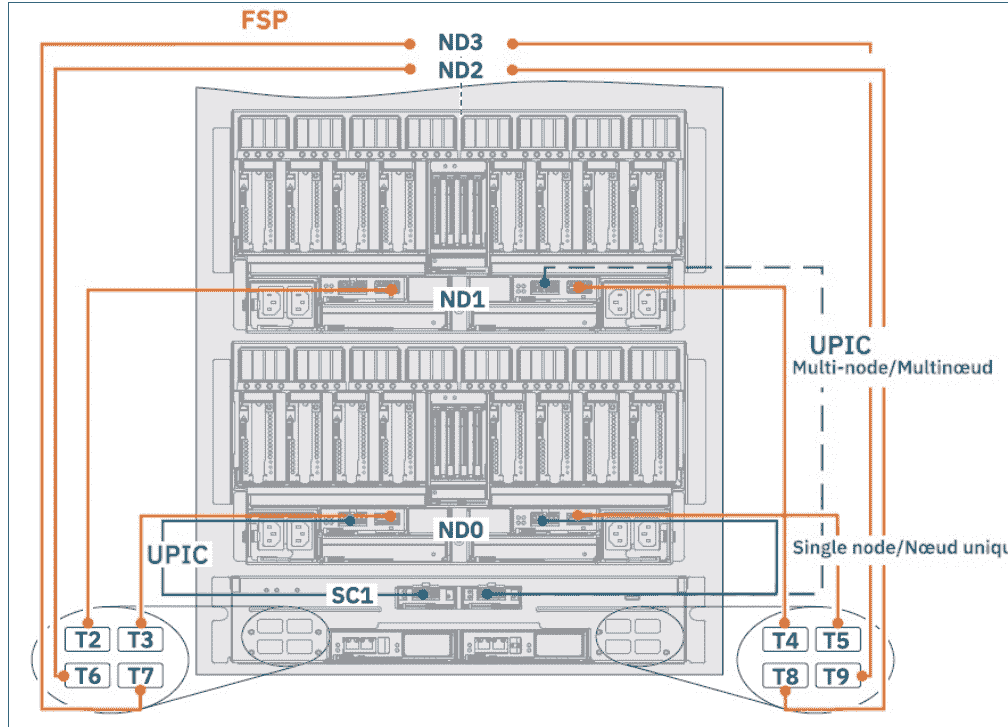 FSP
ND3
ND2
ND1
UPIC
Multi-node/Multinœud
ND0
UPIC
Single node/Nœud uniqu
SC1
T2 T3
T4 T5
T6 T7
T8 T9